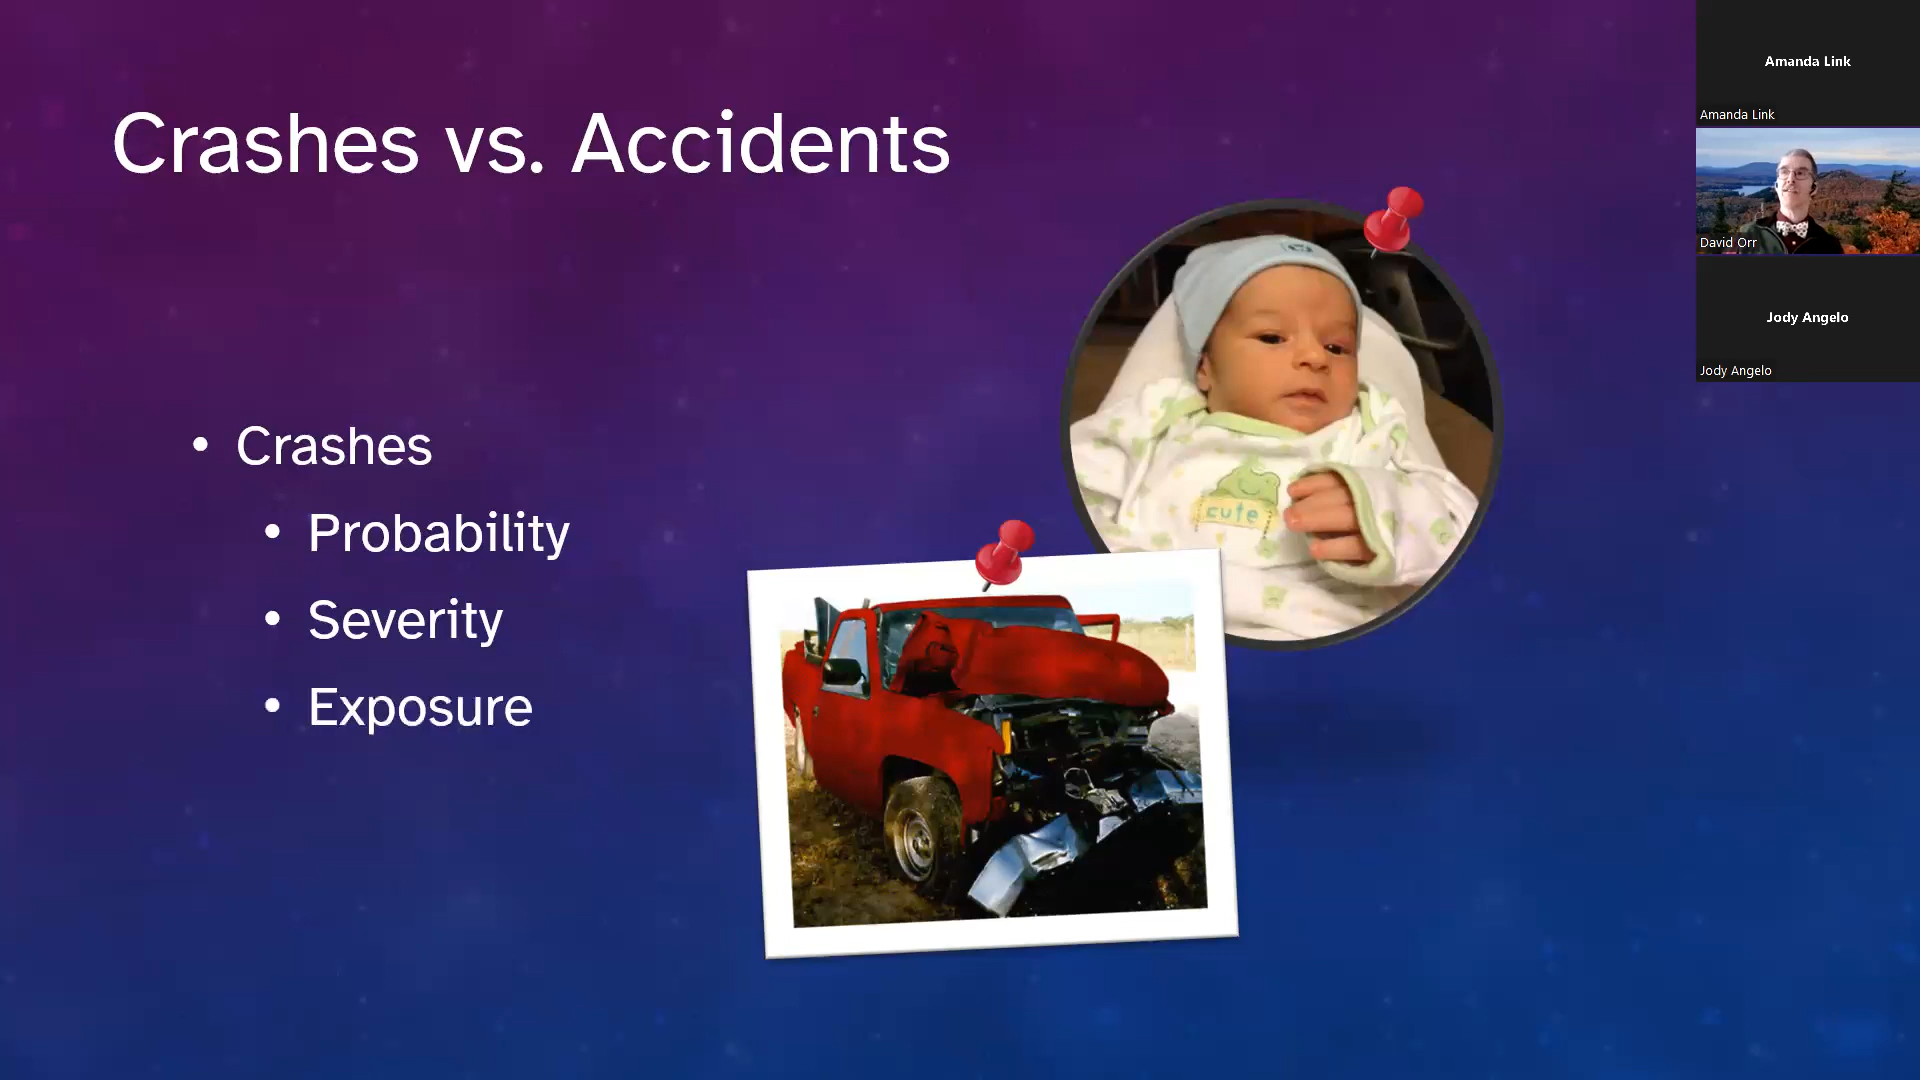 Crashes vs. Accidents
• Crashes
• Probability
• Severity
• Exposure
cute
Amanda Link
Amanda Link
David Orr
Jody Angelo
Jody Angelo